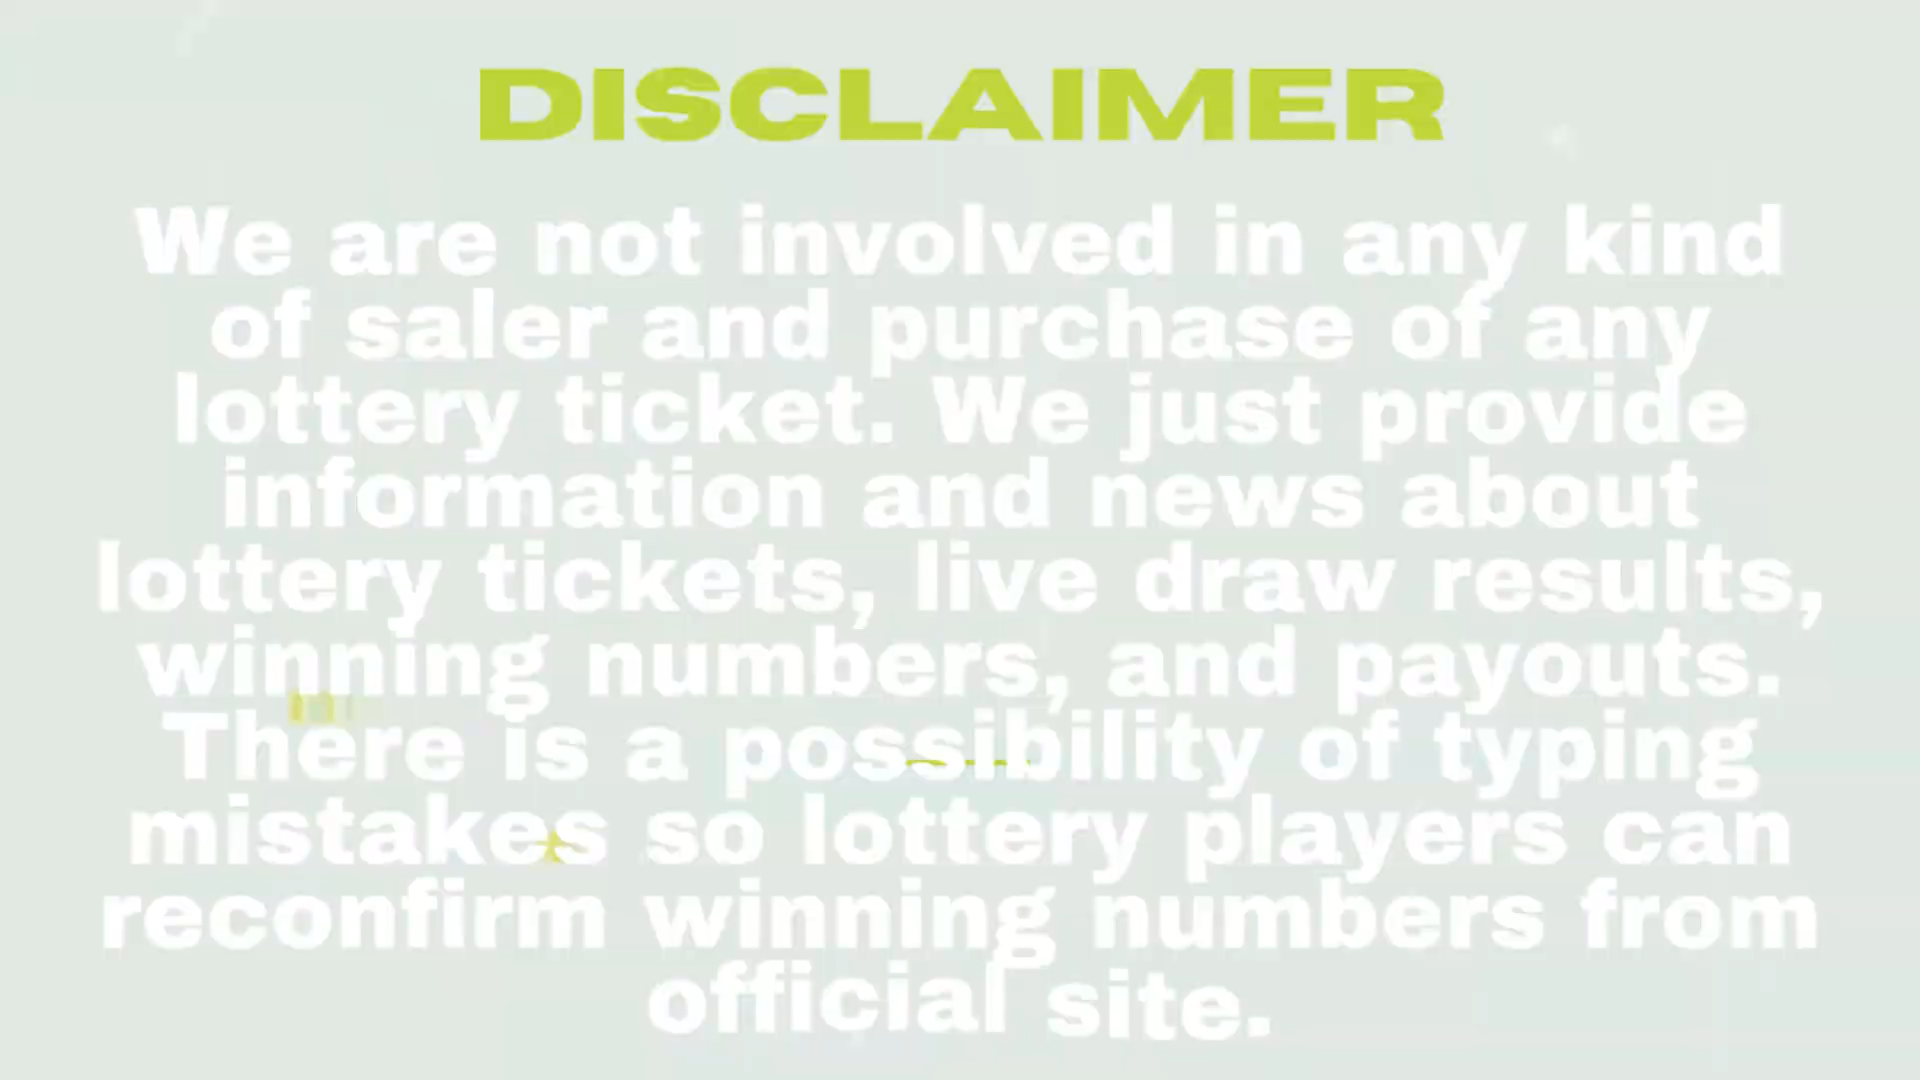 DISCLAIMER
We are not involved in any kind
of saler and purchase of any
lottery ticket. We just provide
information and news about
lottery tickets, live draw results,
winning numbers, and payouts.
There is a possibility of typing
mistakes so lottery players can
reconfirm winning numbers from
official site.